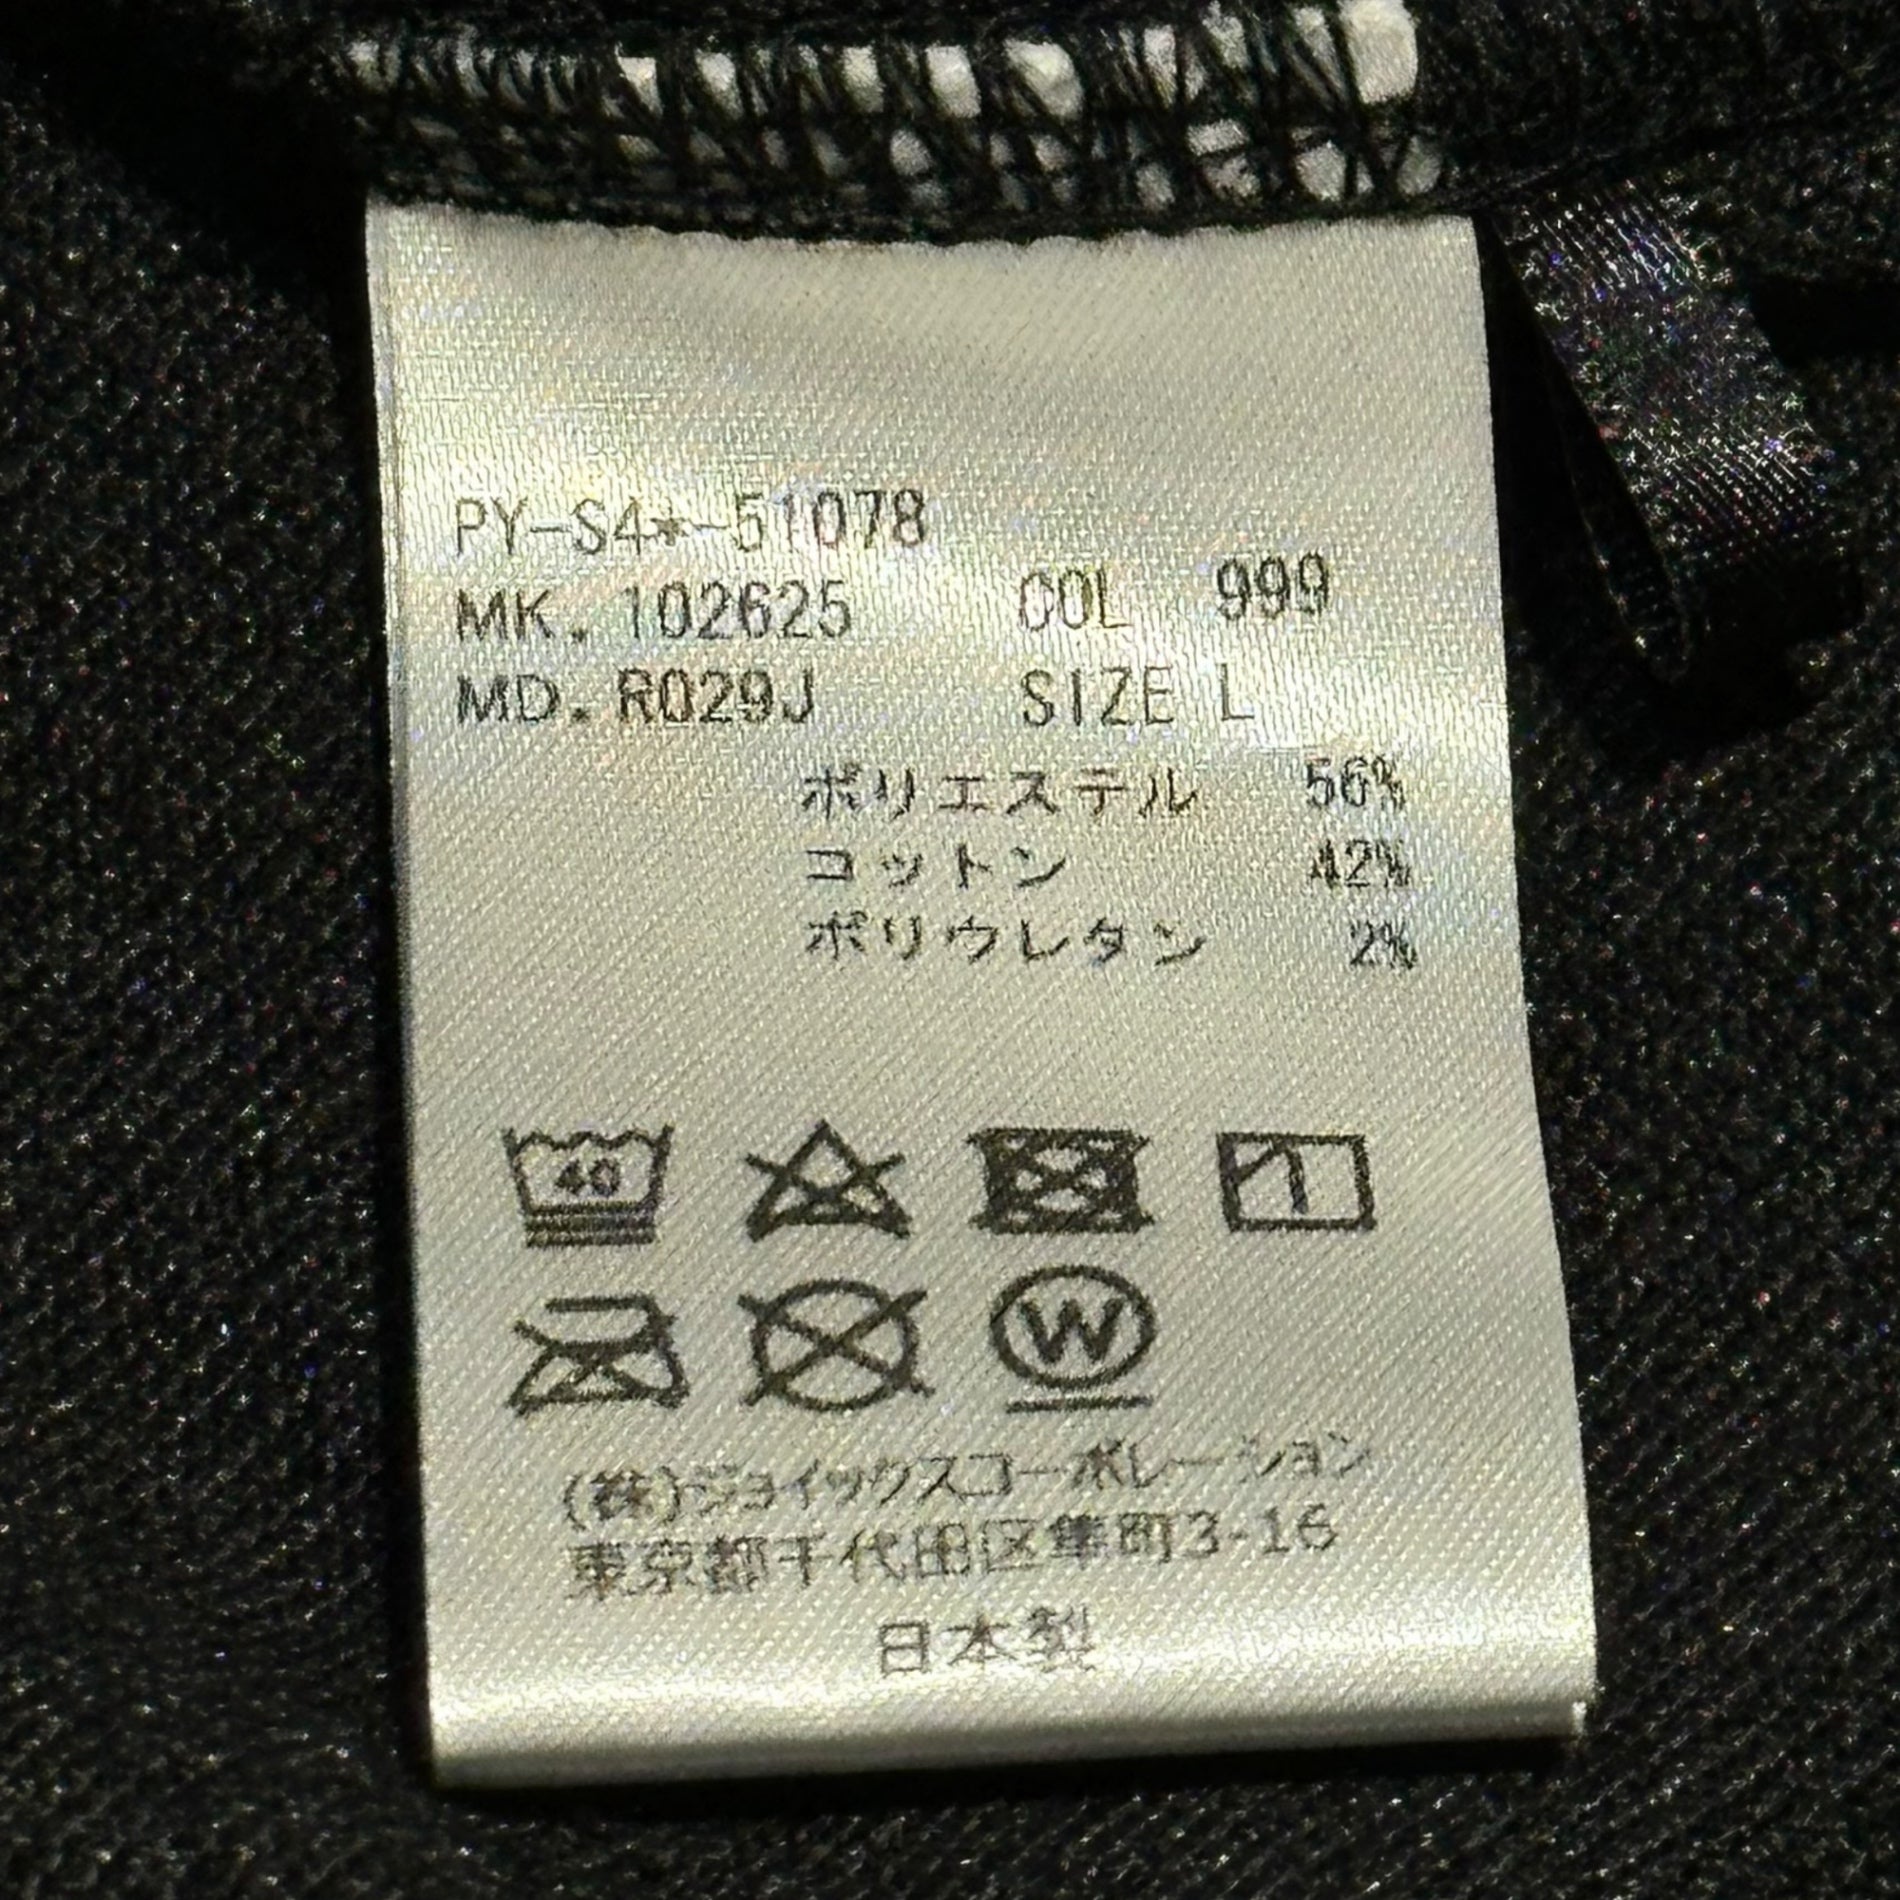 PY-S4*-51078
MK. 102625 COL 999
MD. R029J SIZE L
ポリエステル 56%
コットン 42%
ポリウレタン 2%
40
W
(株)ジョイックスコーポレーション
東京都千代田区隼町3-16
日本製